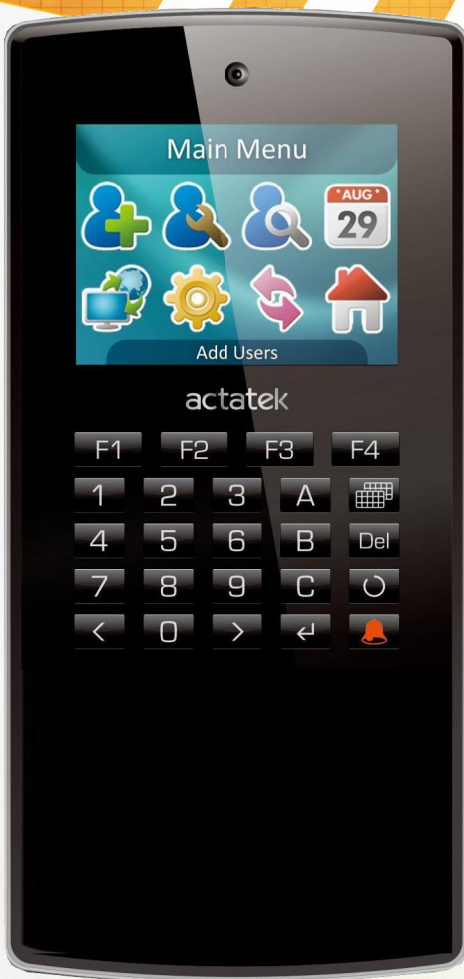 Main Menu
AUG
29
Add Users
actatek
F1 F2 F3 F4
1 2 3 A
4 5 6 B Del
7 8 9 C
< 0 >